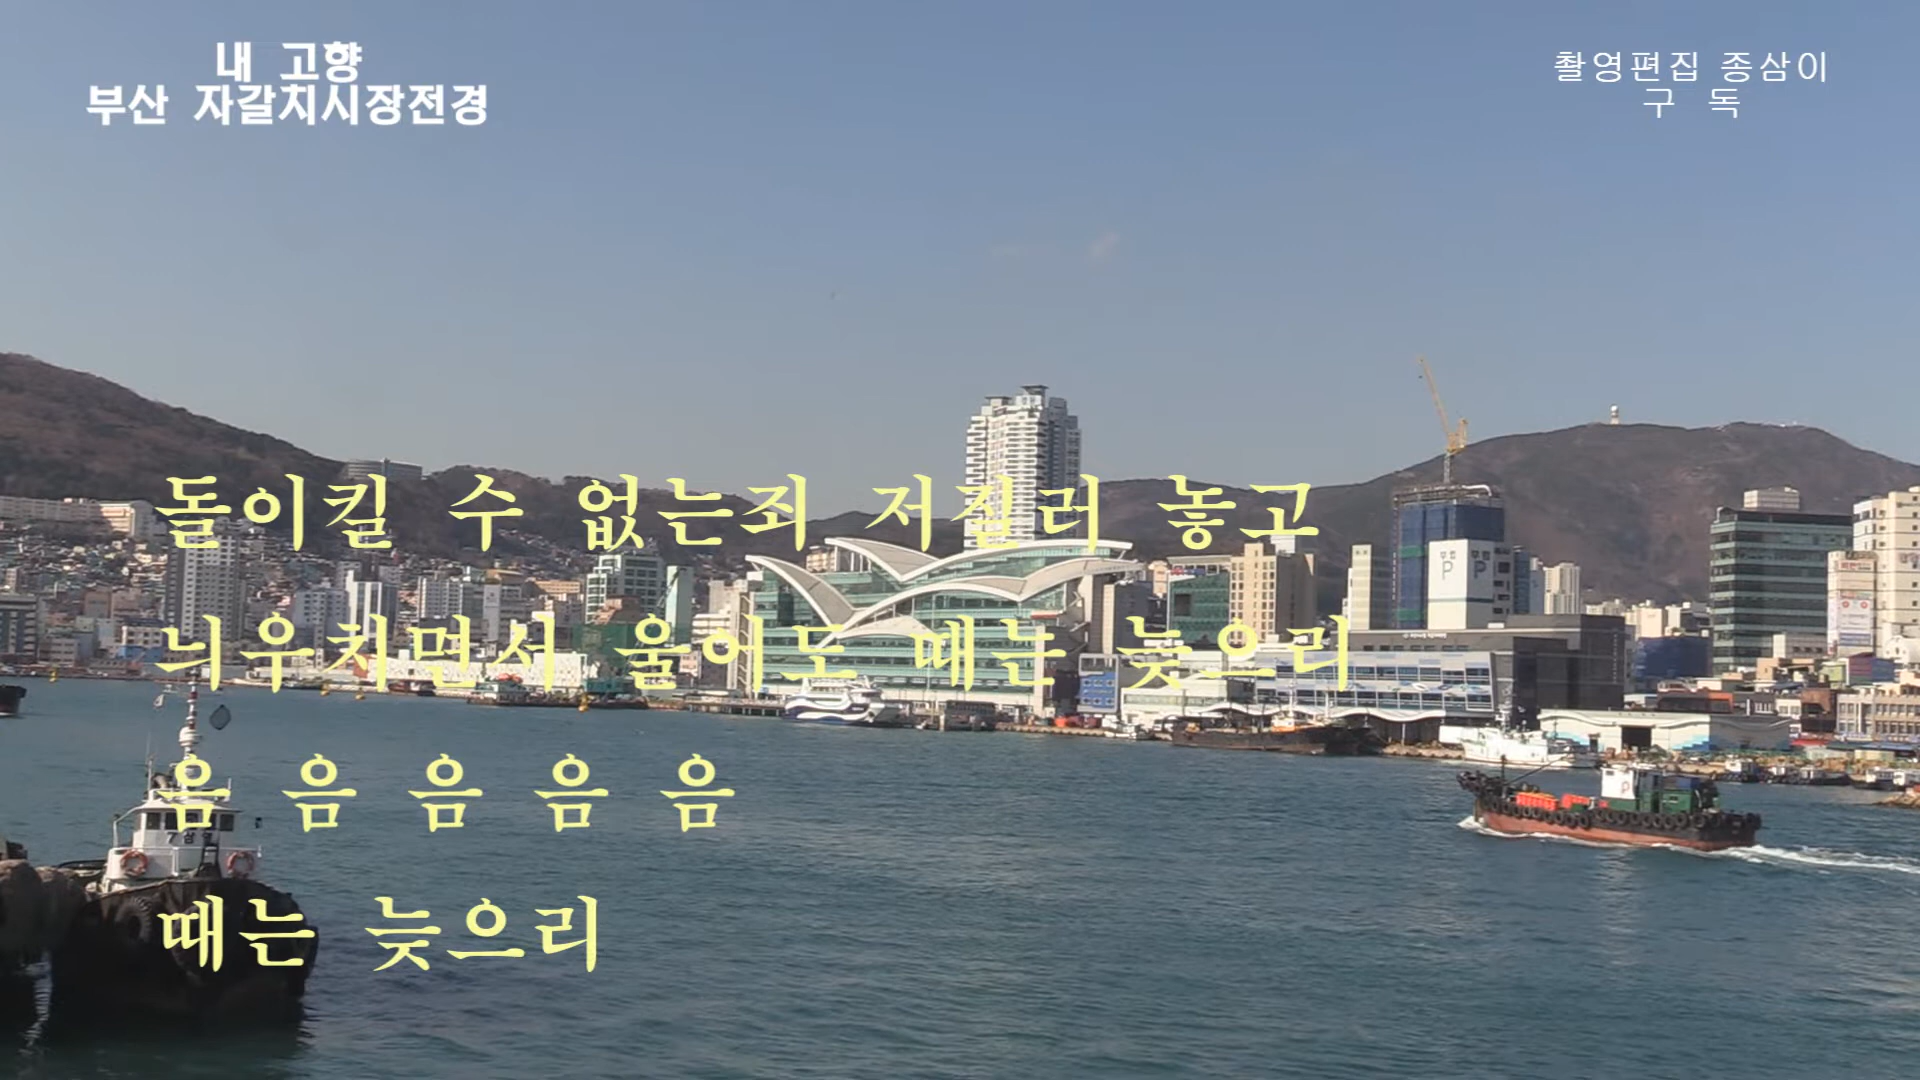 내 고향
부산 자갈치시장전경
촬영편집 종삼이
구 독
돌이킬 수 없는죄 저질러 놓고
늬우치면서 울어도 때는 늦으리
음 음 음 음 음
때는 늦으리